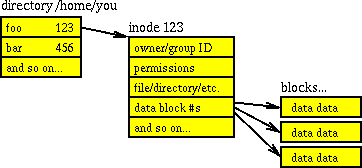 directory /home/you
foo 123
bar 456
and so on...
inode 123
owner/group ID
permissions
file/directory/etc.
data block #s
and so on...
blocks...
data data
data data
data data